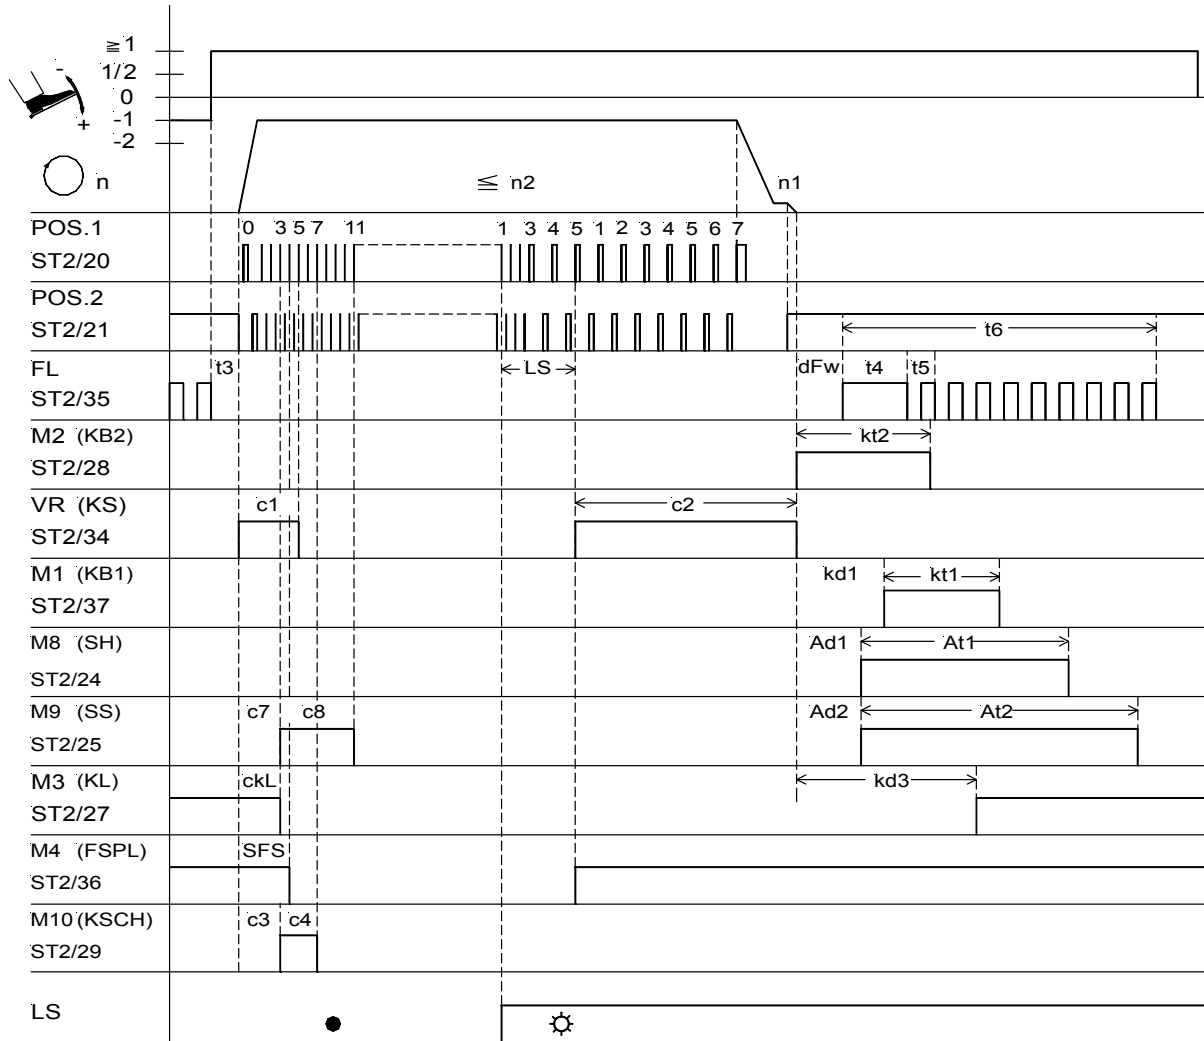 ≧ 1
1/2
0
-1
-2
-
+
n
≦ n2
n1
POS.1
ST2/20
0 3 5 7 11 1 3 4 5 1 2 3 4 5 6 7
POS.2
ST2/21
t6
FL
ST2/35
t3
LS
dFw
t4
t5
M2 (KB2)
ST2/28
kt2
VR (KS)
ST2/34
c1
c2
M1 (KB1)
ST2/37
kd1
kt1
M8 (SH)
ST2/24
Ad1
At1
M9 (SS)
ST2/25
c7
c8
Ad2
At2
M3 (KL)
ST2/27
ckL
kd3
M4 (FSPL)
ST2/36
SFS
M10 (KSCH)
ST2/29
c3
c4
LS